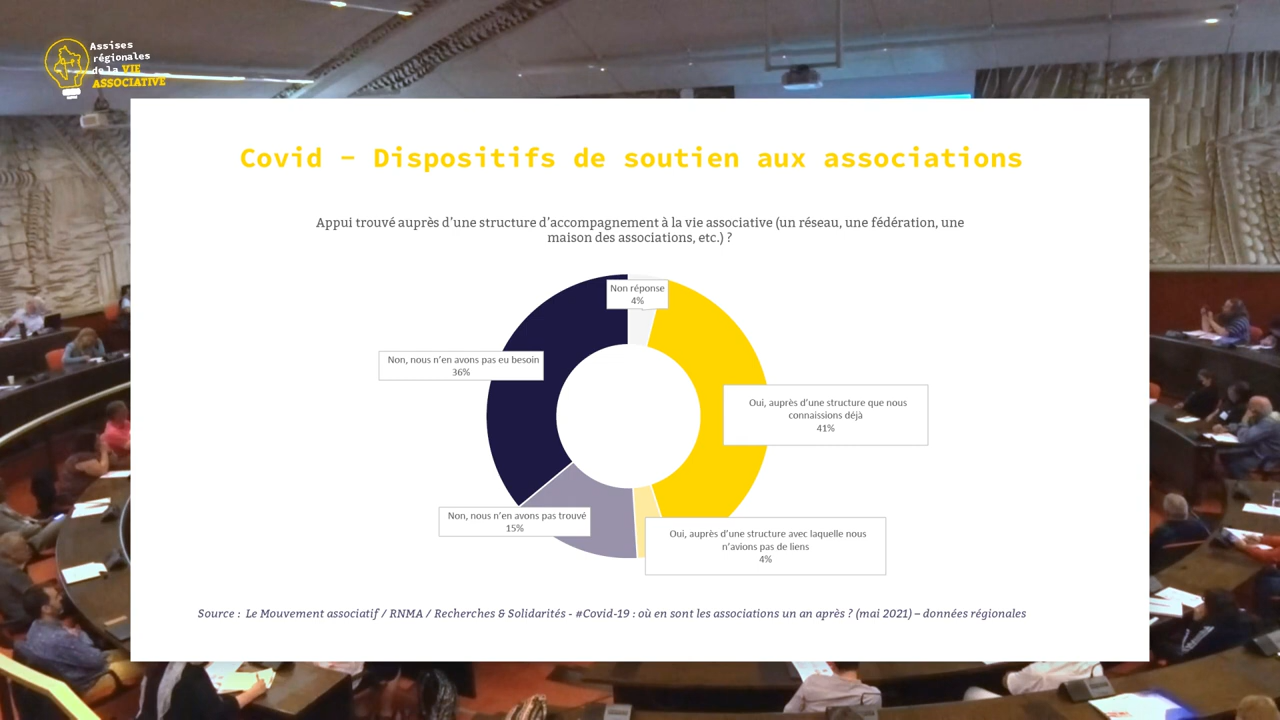 Assises
régionales
de la VIE
ASSOCIATIVE
Covid - Dispositifs de soutien aux associations
Appui trouvé auprès d’une structure d’accompagnement à la vie associative (un réseau, une fédération, une
maison des associations, etc.) ?
Non réponse
4%
Non, nous n’en avons pas eu besoin
36%
Oui, auprès d’une structure que nous
connaissions déjà
41%
Non, nous n’en avons pas trouvé
15%
Oui, auprès d’une structure avec laquelle nous
n’avions pas de liens
4%
Source : Le Mouvement associatif / RNMA / Recherches & Solidarités - #Covid-19 : où en sont les associations un an après ? (mai 2021) – données régionales